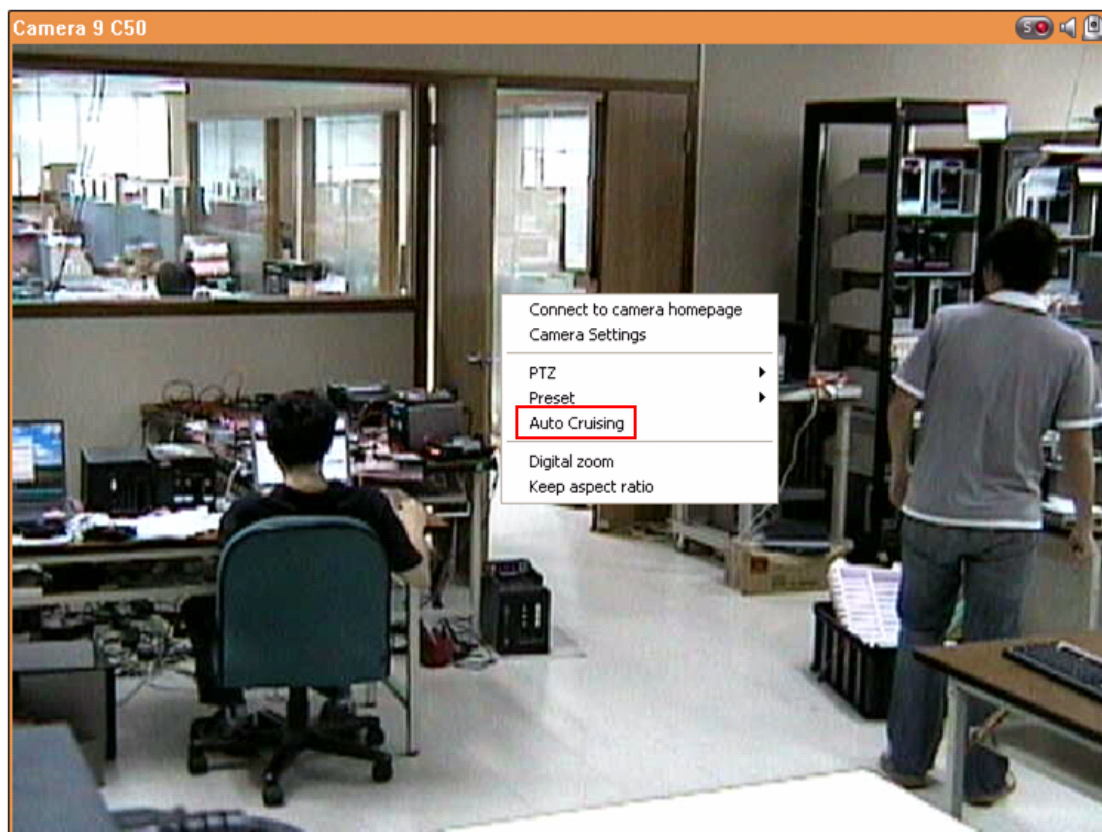 Camera 9 C50
S
Connect to camera homepage
Camera Settings
PTZ
Preset
Auto Cruising
Digital zoom
Keep aspect ratio